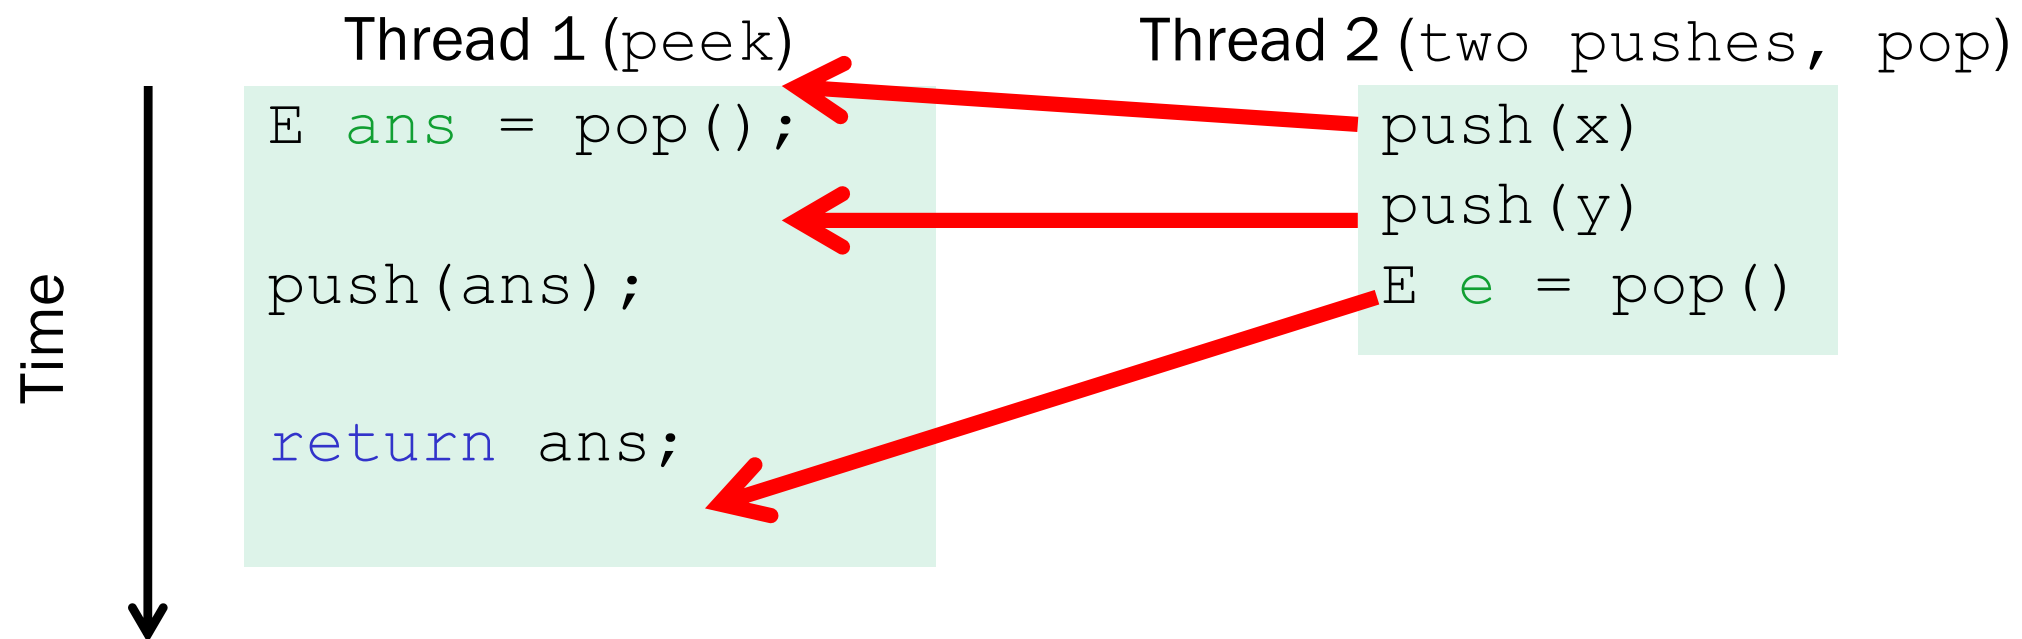 Thread 1 (peek)
E ans = pop();
push(ans);
return ans;
Thread 2 (two pushes, pop)
push(x)
push(y)
E e = pop()
Time